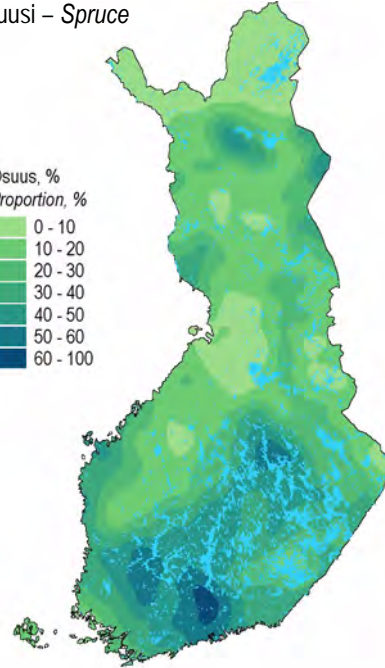 uusi – Spruce
Osuus, %
Proportion, %
0 - 10
10 - 20
20 - 30
30 - 40
40 - 50
50 - 60
60 - 100